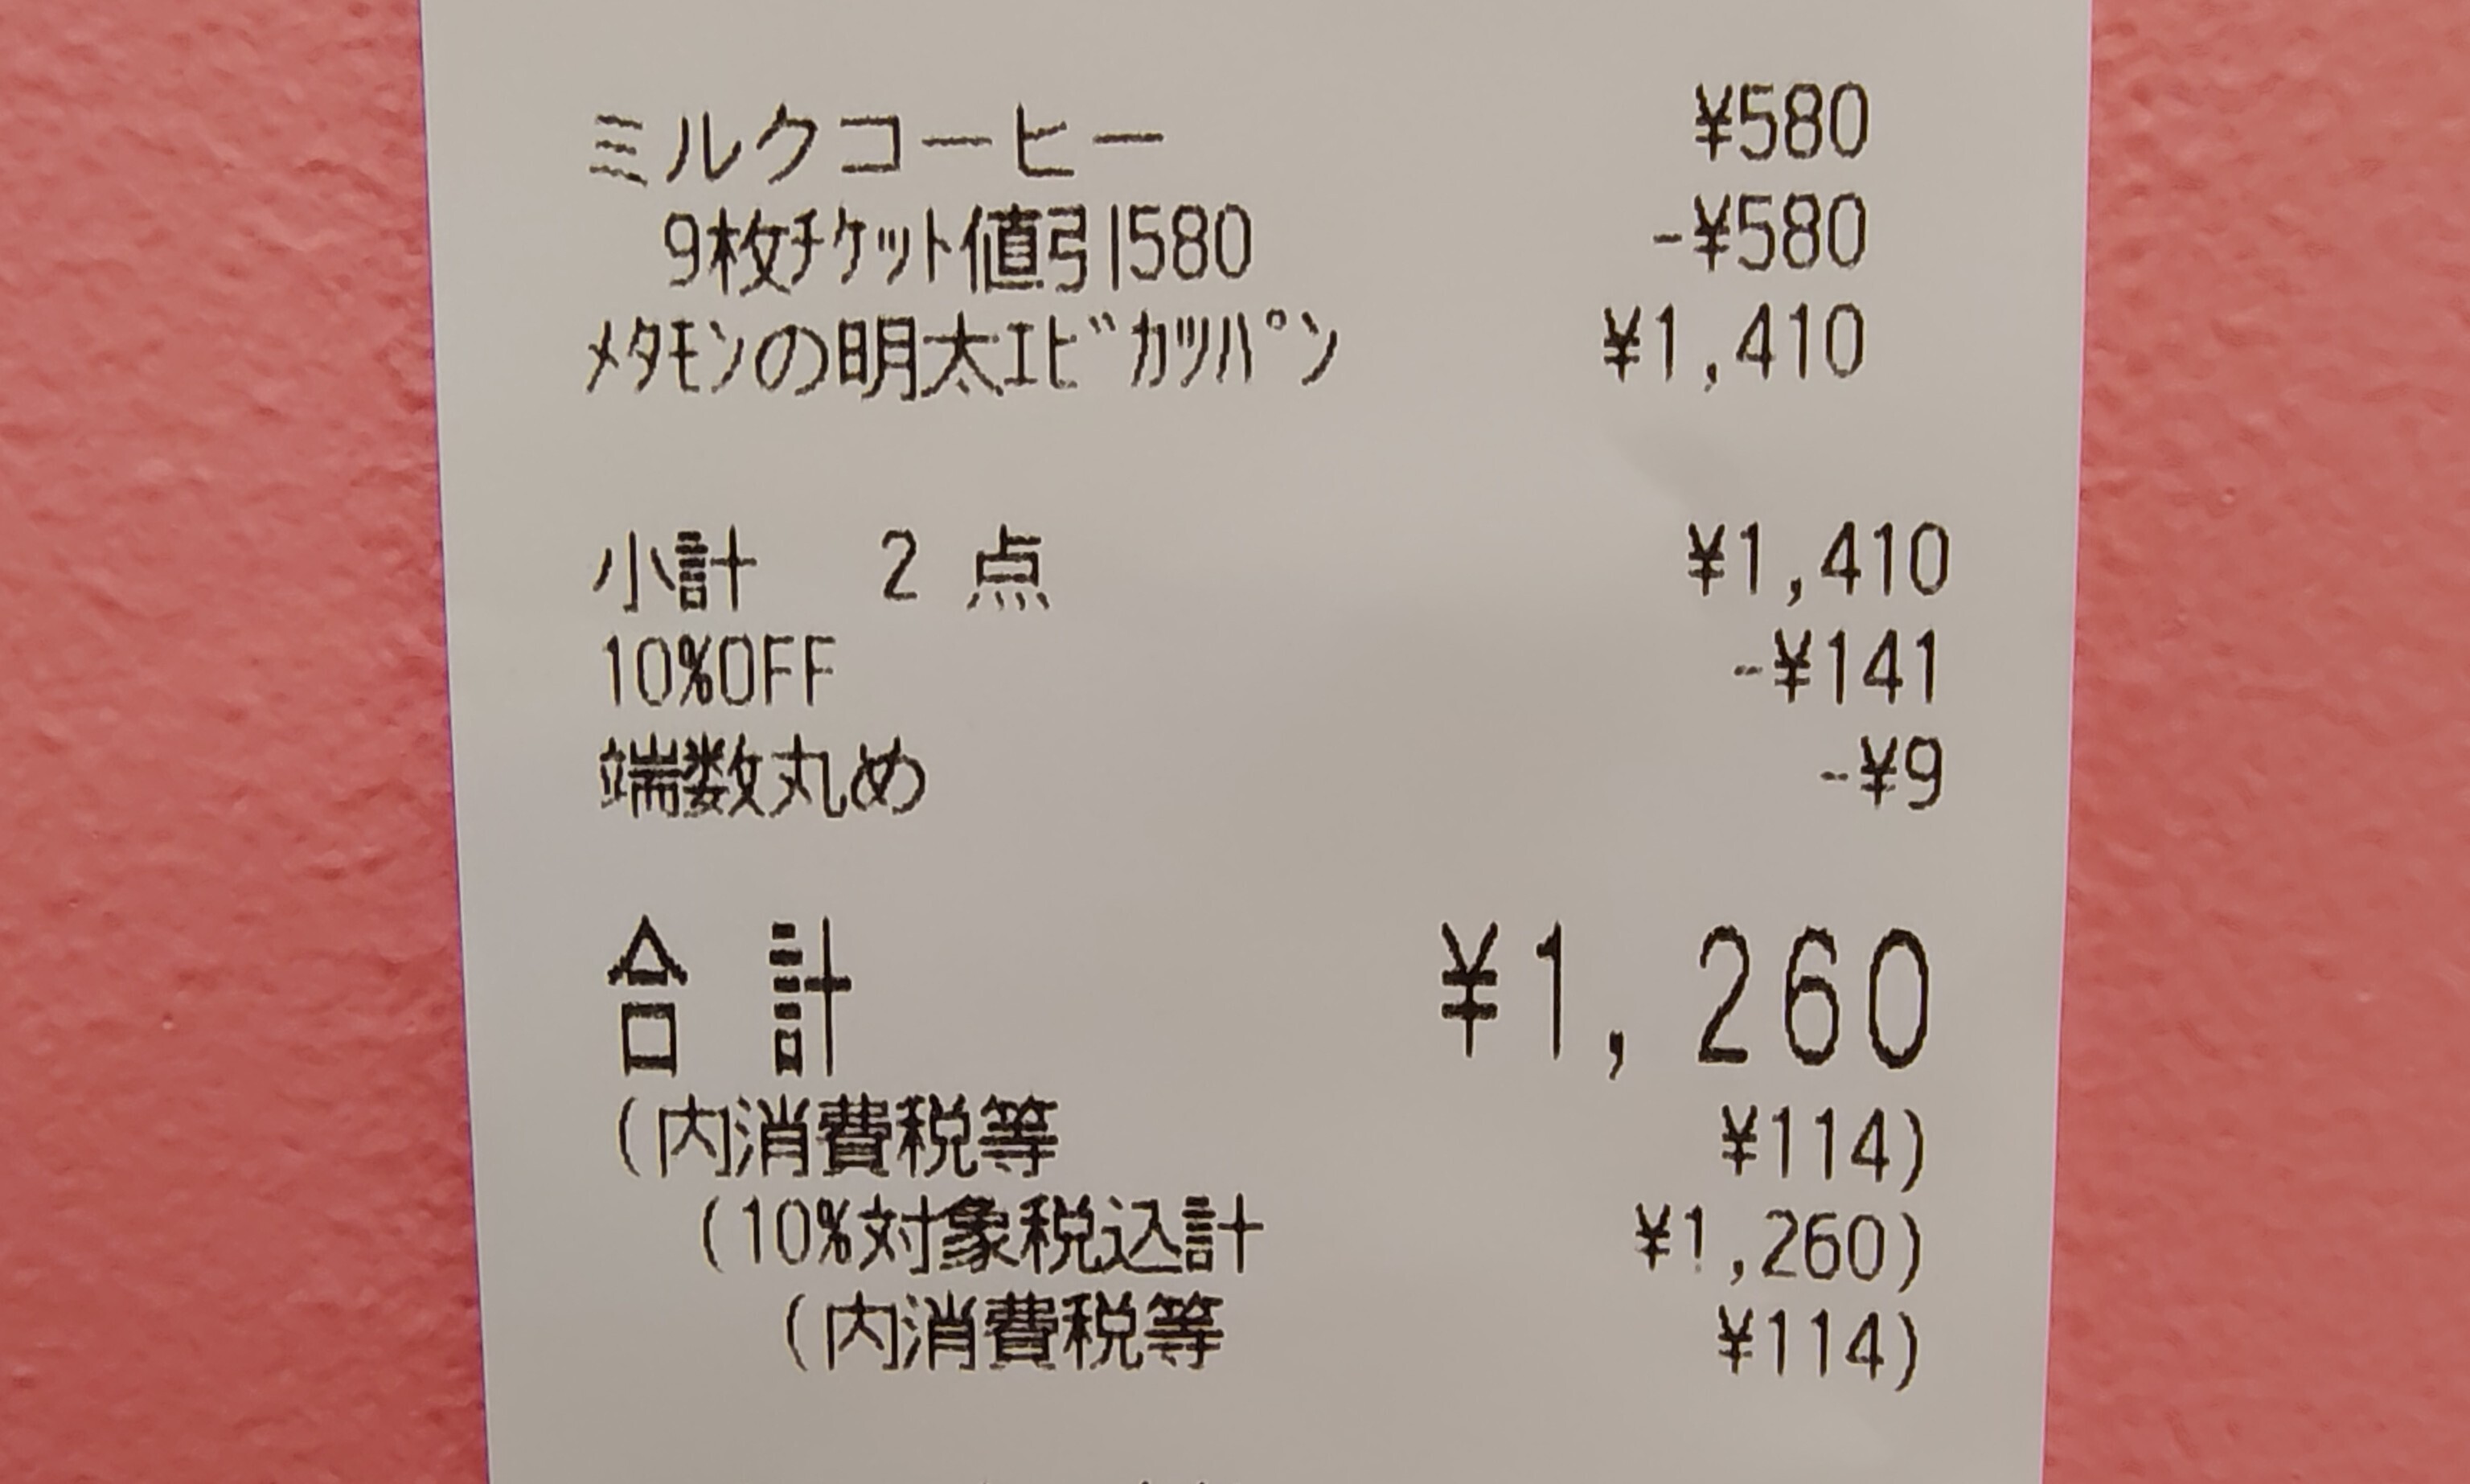 ミルクコーヒー ¥580
9枚ﾁｹｯﾄ値引580 -¥580
ﾒﾀﾓﾝの明太ｴﾋﾞｶﾂﾊﾟﾝ ¥1,410
小計 2 点 ¥1,410
10%OFF -¥141
端数丸め -¥9
合 計 ¥1,260
(内消費税等 ¥114)
(10%対象税込計 ¥1,260)
(内消費税等 ¥114)